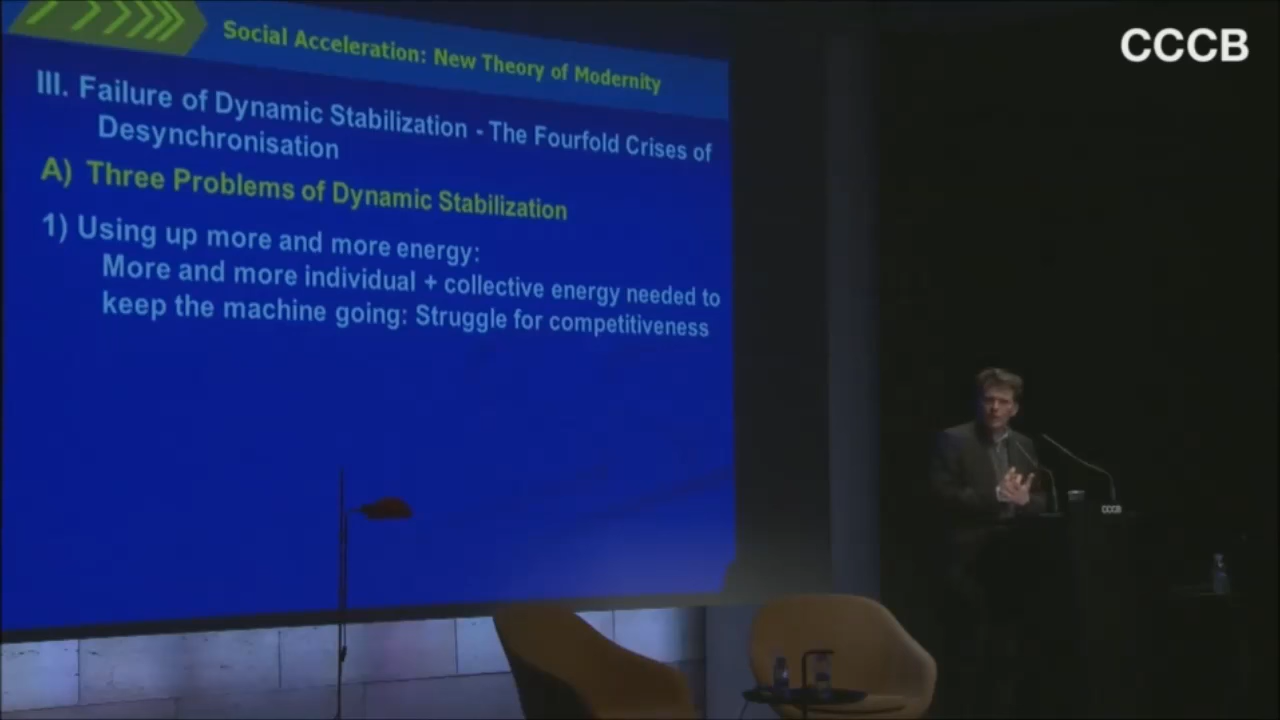 CCCB
Social Acceleration: New Theory of Modernity
III. Failure of Dynamic Stabilization - The Fourfold Crises of
Desynchronisation
A) Three Problems of Dynamic Stabilization
1) Using up more and more energy:
More and more individual + collective energy needed to
keep the machine going: Struggle for competitiveness
CCCB